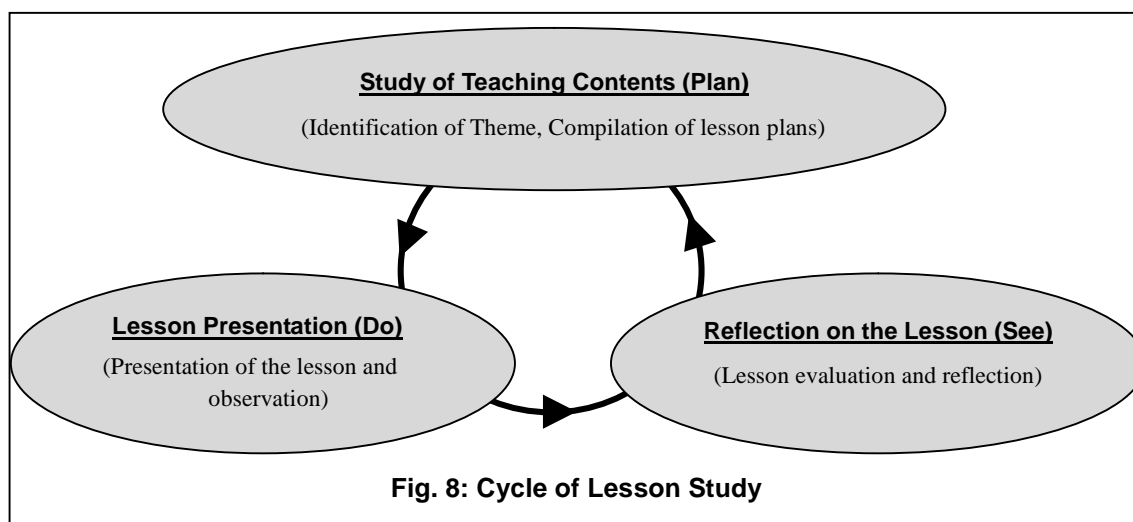 Study of Teaching Contents (Plan)
(Identification of Theme, Compilation of lesson plans)
Lesson Presentation (Do)
(Presentation of the lesson and
observation)
Reflection on the Lesson (See)
(Lesson evaluation and reflection)
Fig. 8: Cycle of Lesson Study